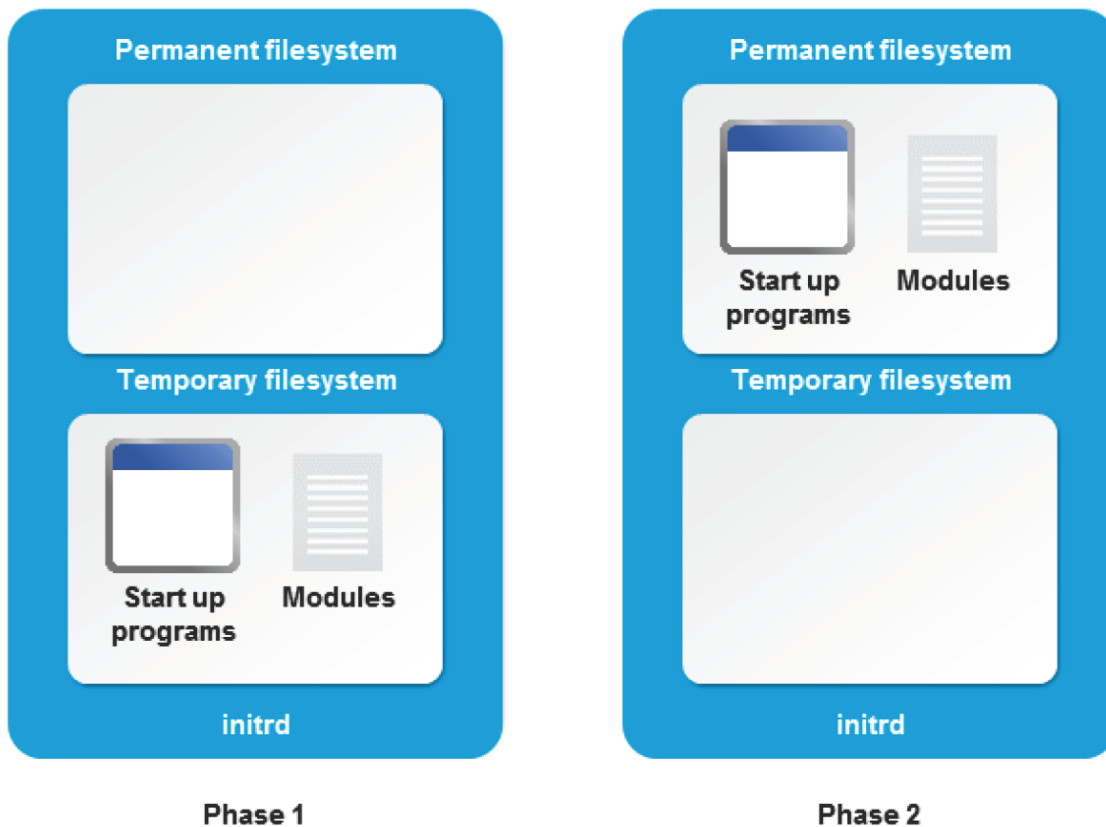 Permanent filesystem
Temporary filesystem
Start up
programs
Modules
initrd
Phase 1
Permanent filesystem
Start up
programs
Modules
Temporary filesystem
initrd
Phase 2